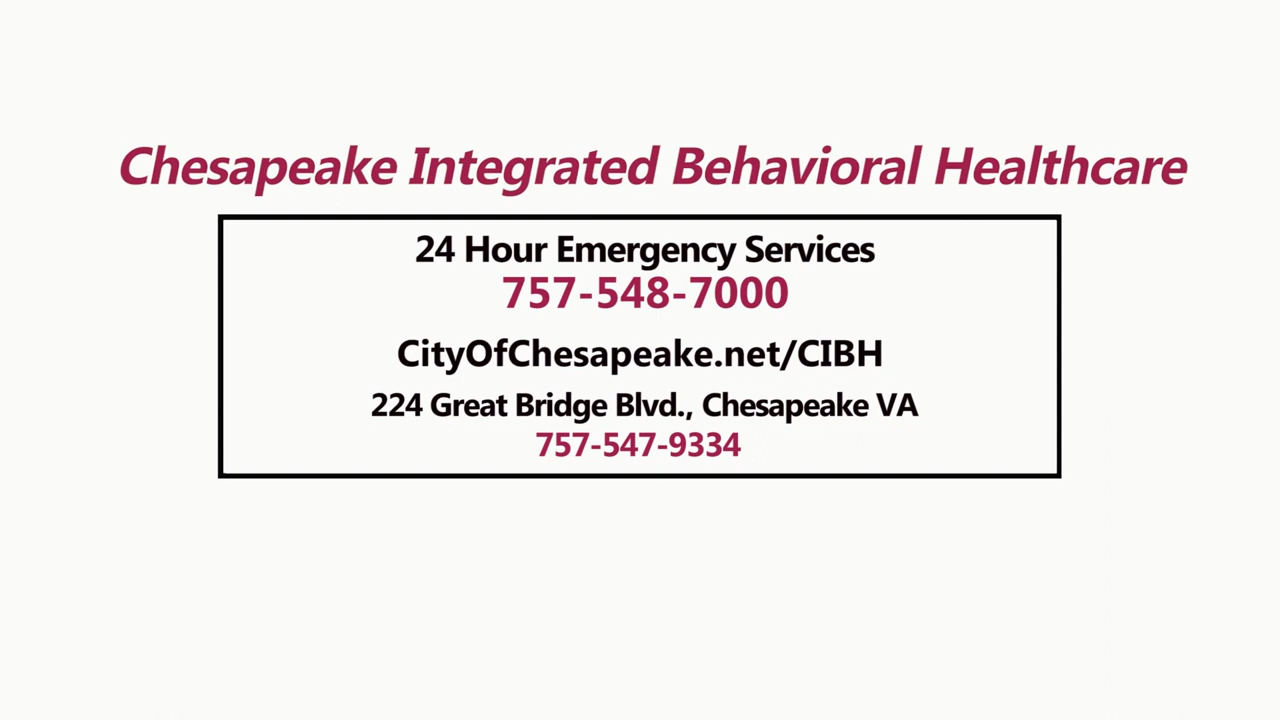 Chesapeake Integrated Behavioral Healthcare
24 Hour Emergency Services
757-548-7000
CityOfChesapeake.net/CIBH
224 Great Bridge Blvd., Chesapeake VA
757-547-9334